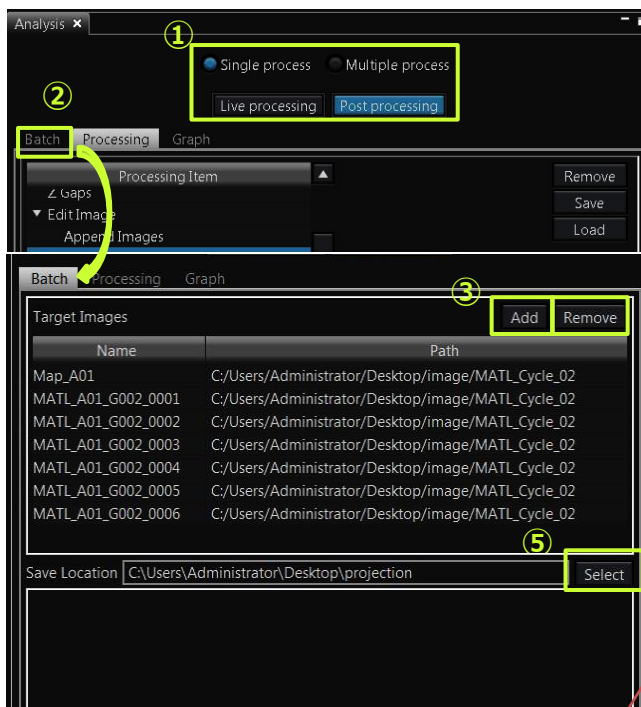 Analysis ×
①
Single process Multiple process
②
Live processing Post processing
Batch Processing Graph
Processing Item
Remove
Z Gaps
Save
Edit Image
Load
Append Images
Batch Processing Graph
③
Target Images Add Remove
Name Path
Map_A01 C:/Users/Administrator/Desktop/image/MATL_Cycle_02
MATL_A01_G002_0001 C:/Users/Administrator/Desktop/image/MATL_Cycle_02
MATL_A01_G002_0002 C:/Users/Administrator/Desktop/image/MATL_Cycle_02
MATL_A01_G002_0003 C:/Users/Administrator/Desktop/image/MATL_Cycle_02
MATL_A01_G002_0004 C:/Users/Administrator/Desktop/image/MATL_Cycle_02
MATL_A01_G002_0005 C:/Users/Administrator/Desktop/image/MATL_Cycle_02
MATL_A01_G002_0006 C:/Users/Administrator/Desktop/image/MATL_Cycle_02
⑤
Save Location C:\Users\Administrator\Desktop\projection Select